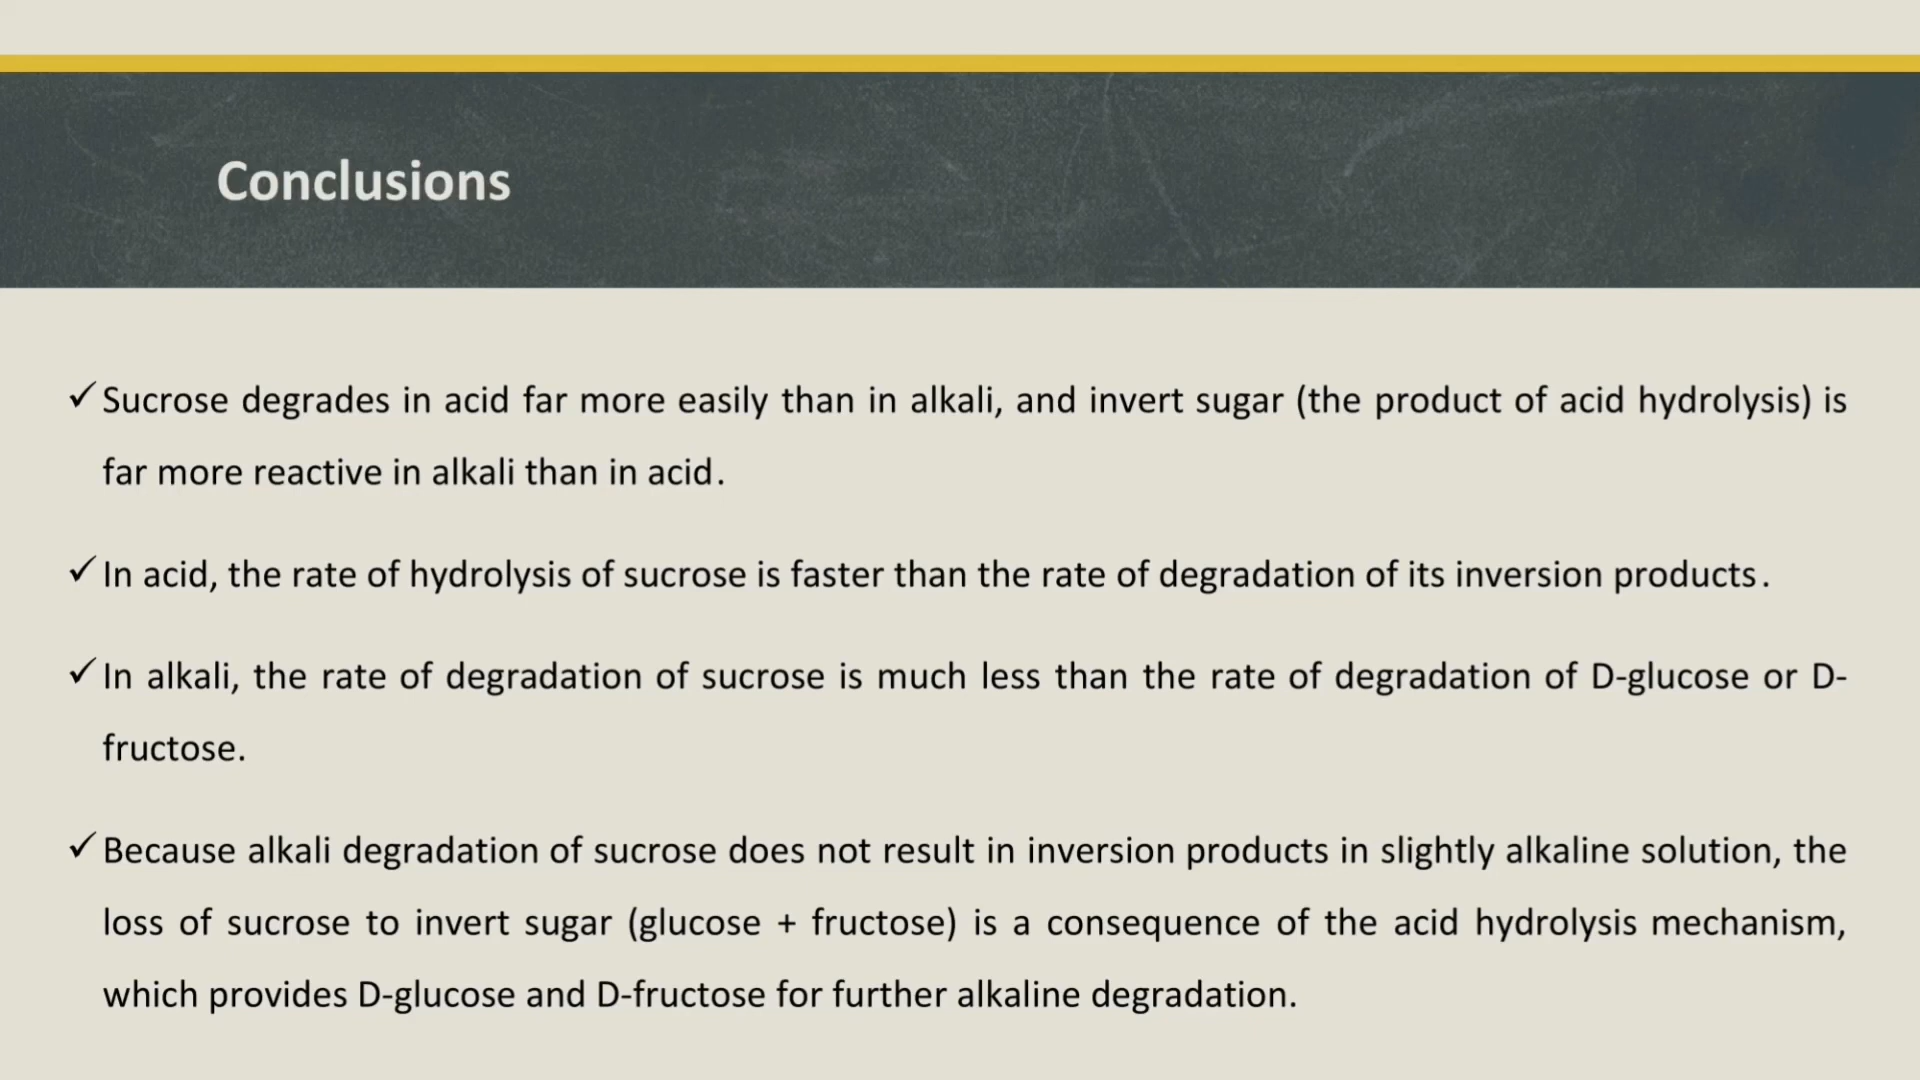 Conclusions
✓ Sucrose degrades in acid far more easily than in alkali, and invert sugar (the product of acid hydrolysis) is
far more reactive in alkali than in acid.
✓ In acid, the rate of hydrolysis of sucrose is faster than the rate of degradation of its inversion products.
✓ In alkali, the rate of degradation of sucrose is much less than the rate of degradation of D-glucose or D-
fructose.
✓ Because alkali degradation of sucrose does not result in inversion products in slightly alkaline solution, the
loss of sucrose to invert sugar (glucose + fructose) is a consequence of the acid hydrolysis mechanism,
which provides D-glucose and D-fructose for further alkaline degradation.